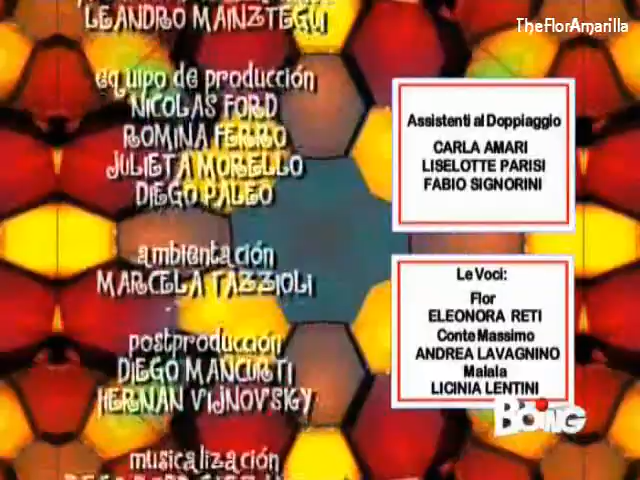 LEANDRO MAINZTEGU
TheFlorAmarilla
equipo de producción
NICOLAS FORD
ROMINA FERRO
JULIETA MORELLO
DIEGO PALEO
Assistenti al Doppiaggio
CARLA AMARI
LISELOTTE PARISI
FABIO SIGNORINI
ambientación
MARCELA TAZZIOLI
Le Voci:
Flor
ELEONORA RETI
Conte Massimo
ANDREA LAVAGNINO
Malala
LICINIA LENTINI
BOING
postproducción
DIEGO MANCURTI
HERNAN VIJNOVSKY
musicalización